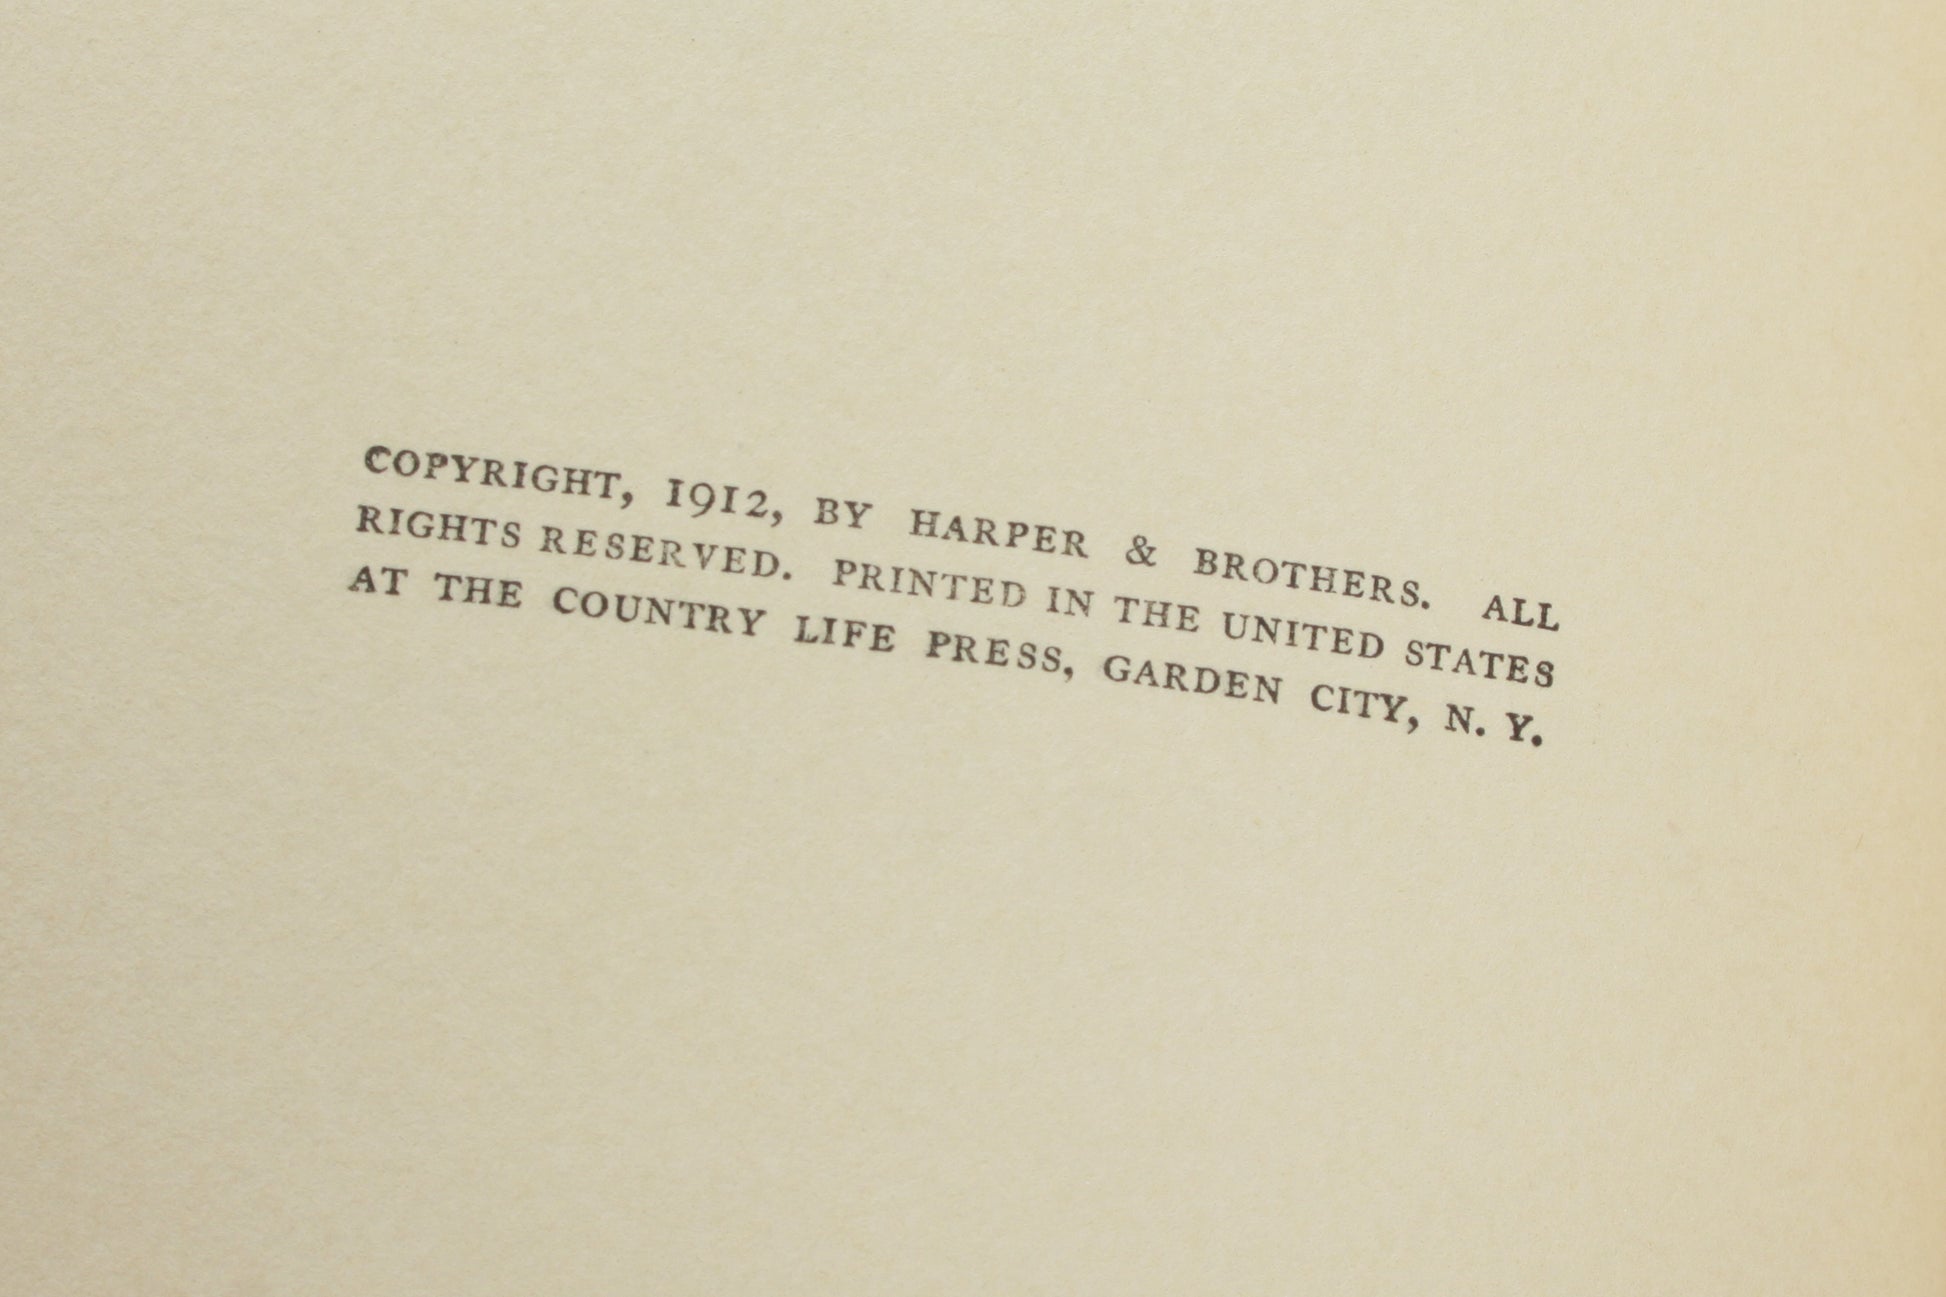 COPYRIGHT, 1912, BY HARPER & BROTHERS. ALL
RIGHTS RESERVED. PRINTED IN THE UNITED STATES
AT THE COUNTRY LIFE PRESS, GARDEN CITY, N. Y.